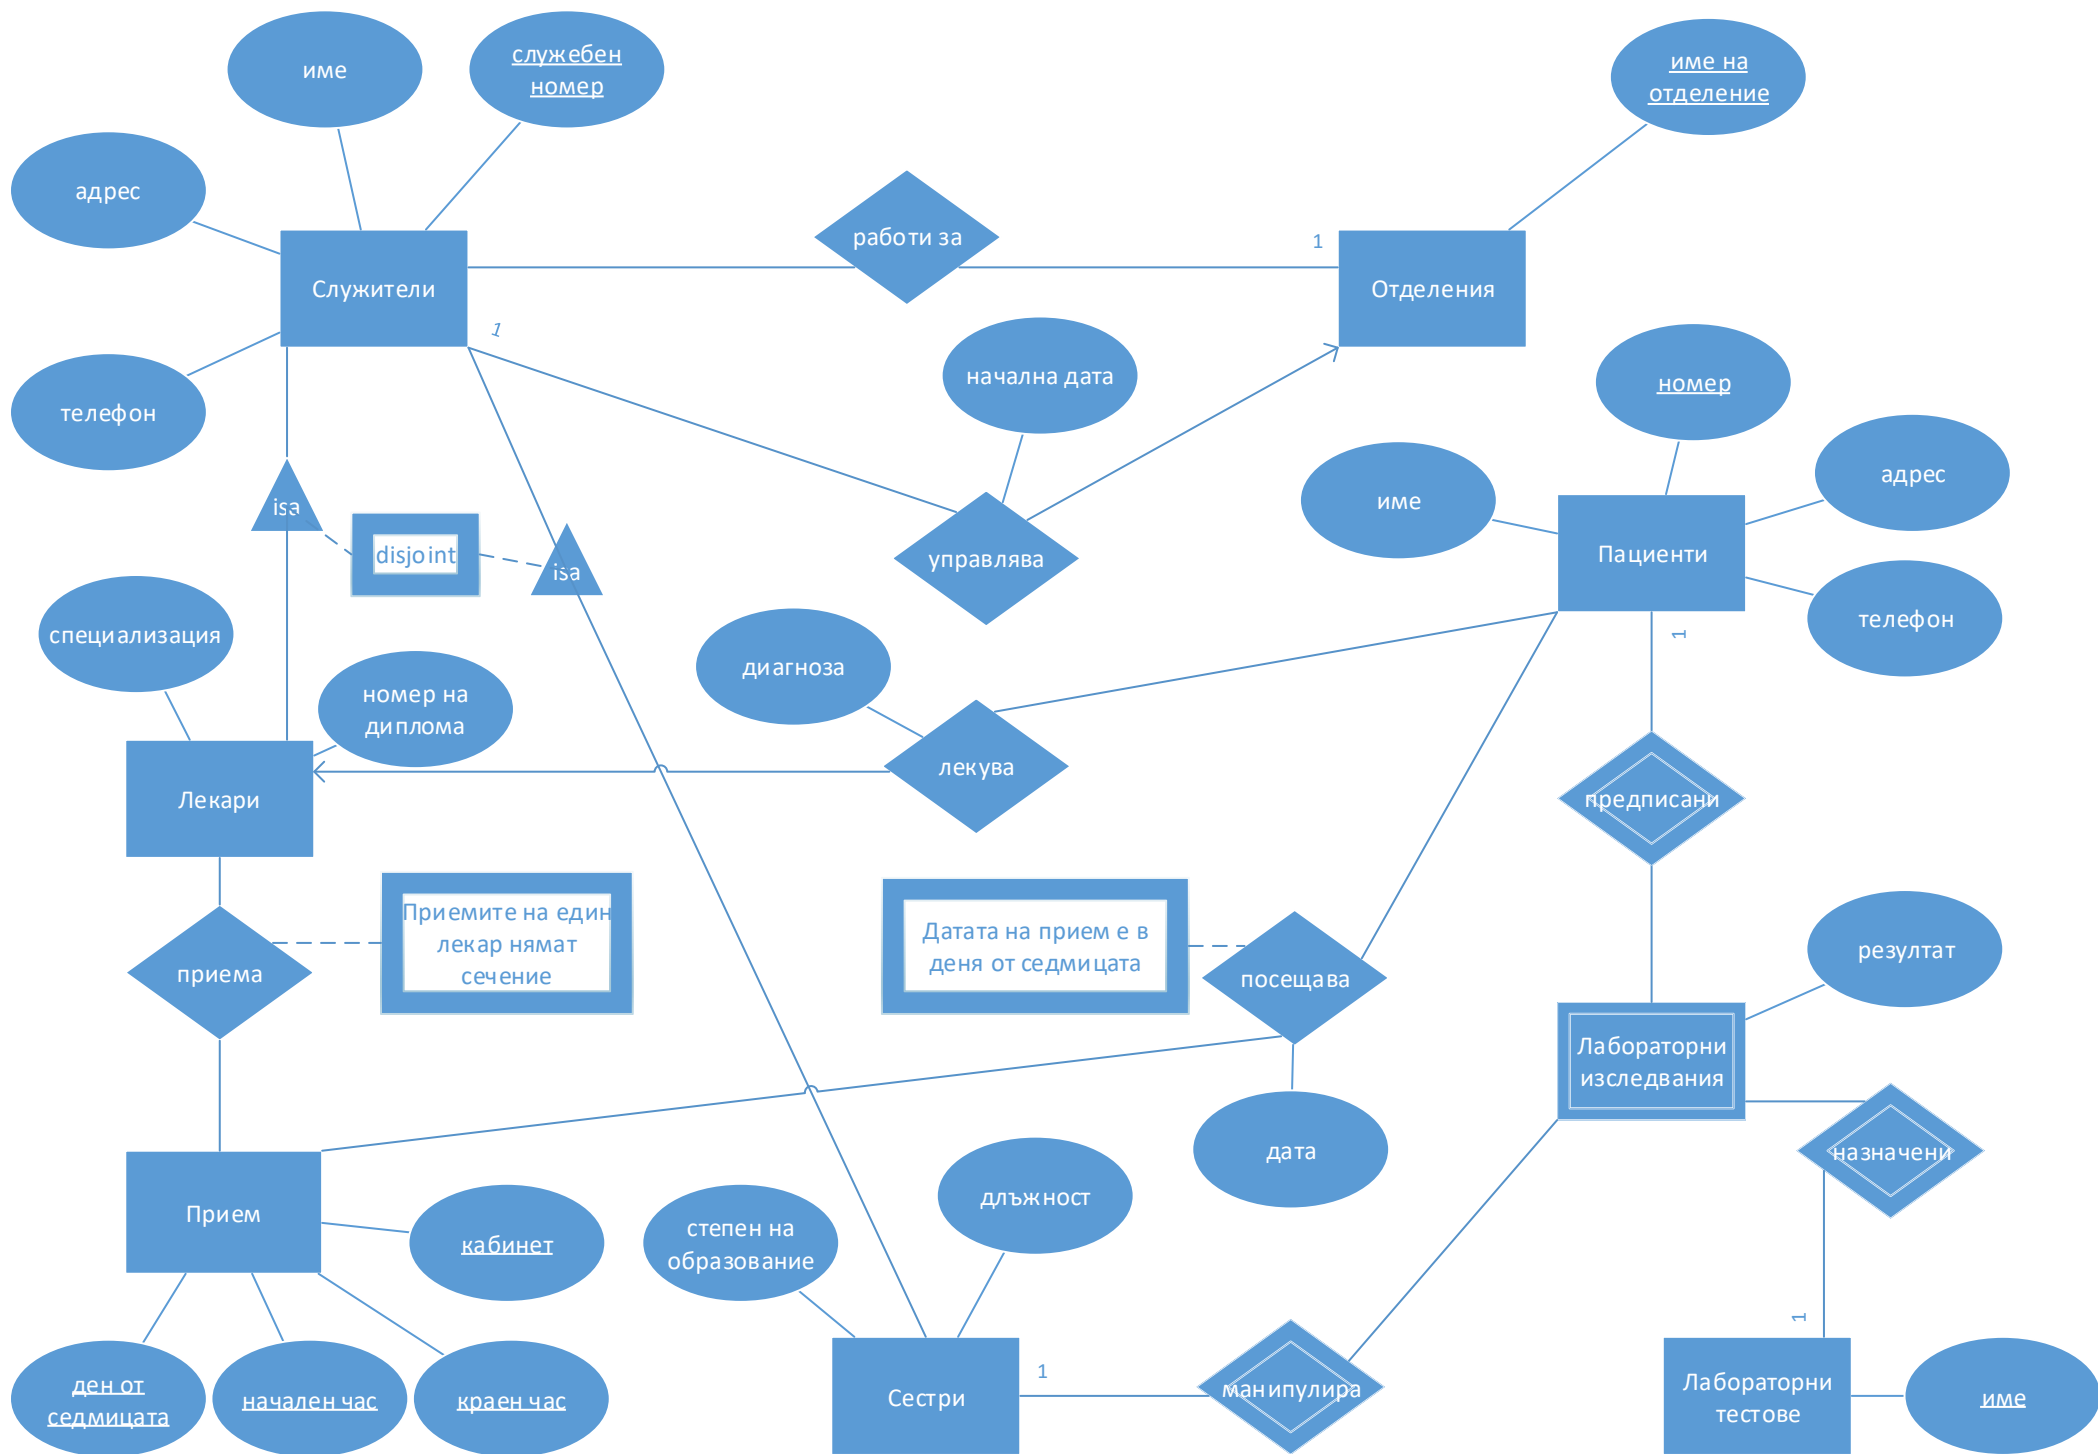 име
служебен
номер
име на
отделение
адрес
работи за
1
Служители
Отделения
1
начална дата
номер
телефон
адрес
име
isa
disjoint
isa
управлява
Пациенти
специализация
1
телефон
диагноза
номер на
диплома
лекува
Лекари
предписани
Приемите на един
лекар нямат
сечение
Датата на прием е в
деня от седмицата
резултат
приема
посещава
Лабораторни
изследвания
дата
назначени
длъжност
Прием
кабинет
степен на
образование
1
ден от
седмицата
начален час
краен час
Сестри
1
манипулира
Лабораторни
тестове
име